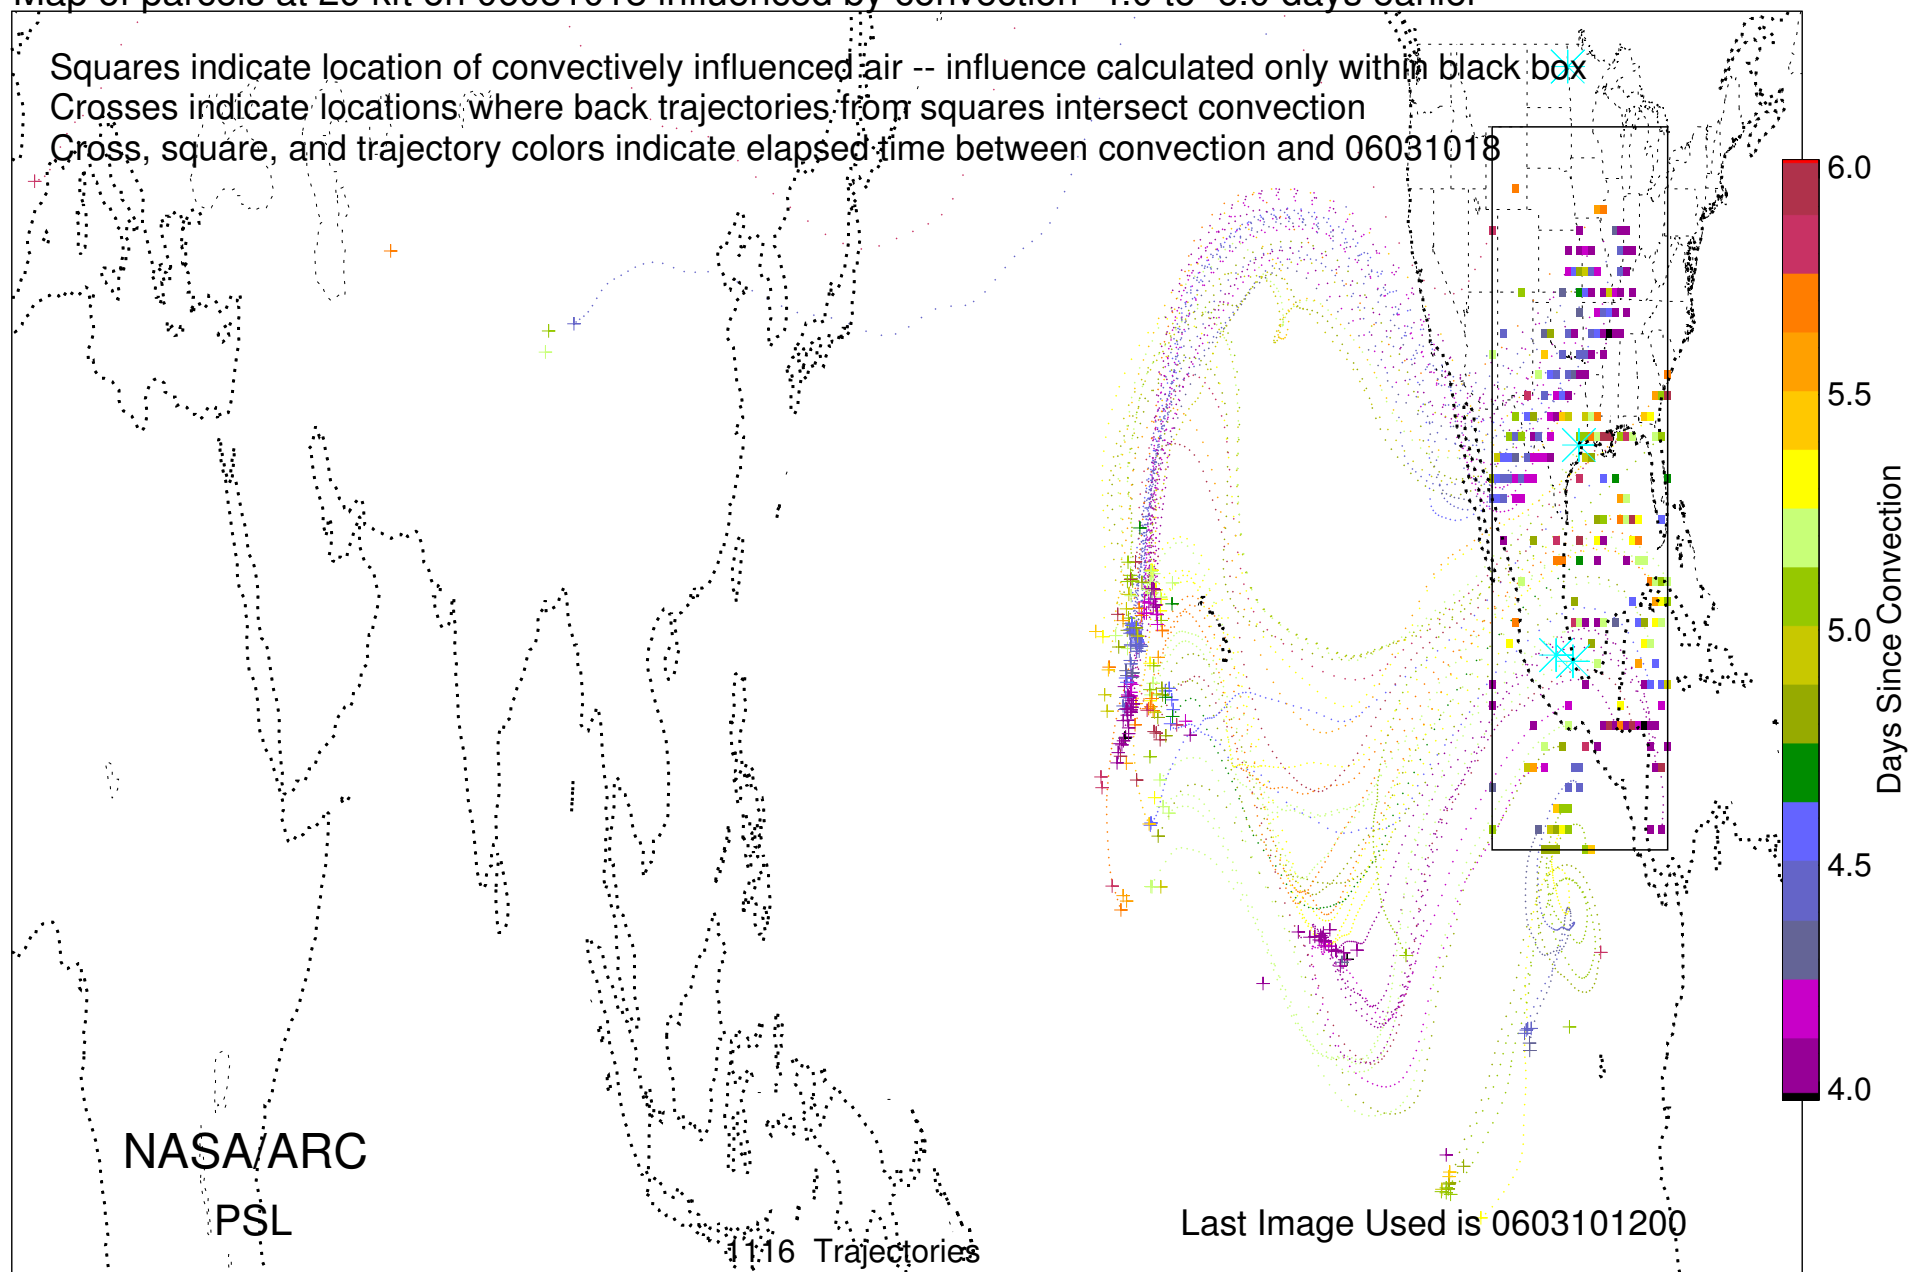 Squares indicate location of convectively influenced air -- influence calculated only within black box
Crosses indicate locations where back trajectories from squares intersect convection
Cross, square, and trajectory colors indicate elapsed time between convection and 06031018
6.0
5.5
5.0
4.5
4.0
Days Since Convection
NASA/ARC
PSL
1116 Trajectories
Last Image Used is 0603101200